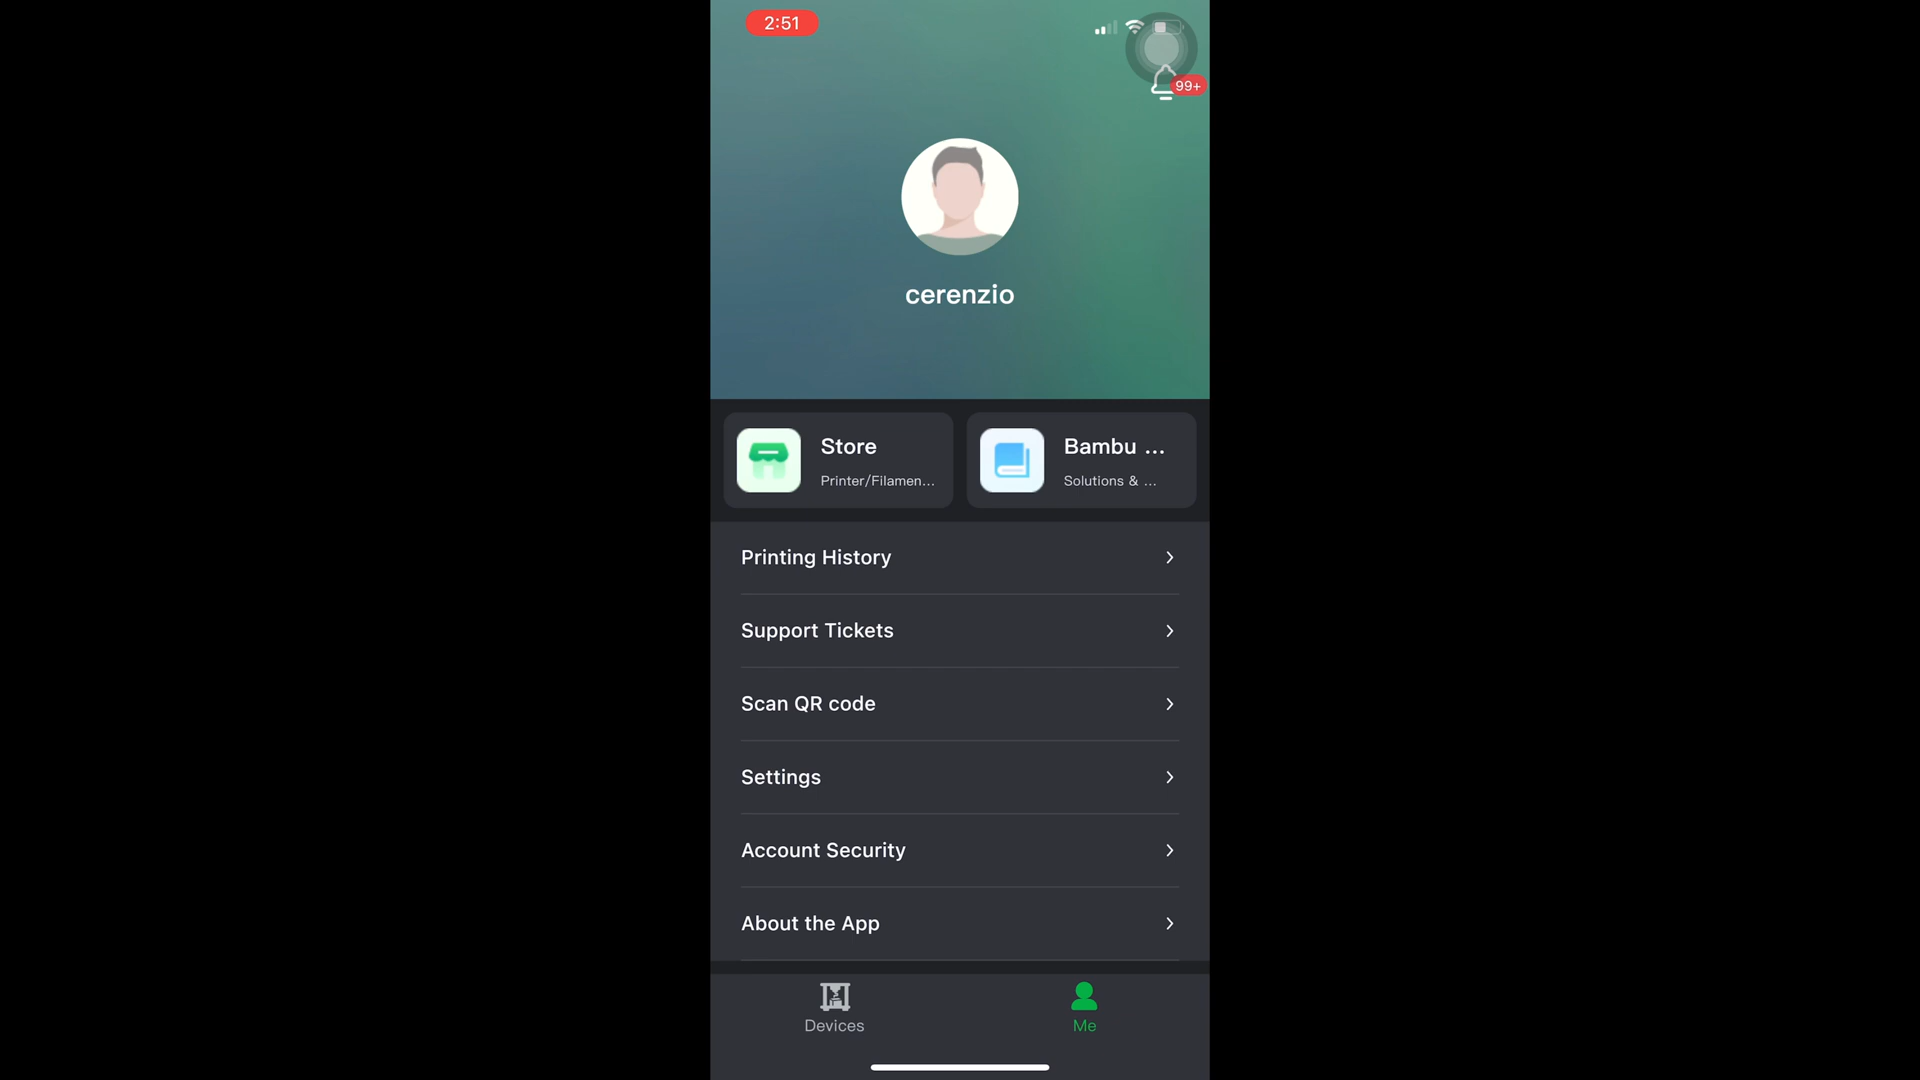 2:51
99+
cerenzio
Store
Printer/Filamen...
Bambu ...
Solutions & ...
Printing History
Support Tickets
Scan QR code
Settings
Account Security
About the App
Devices
Me